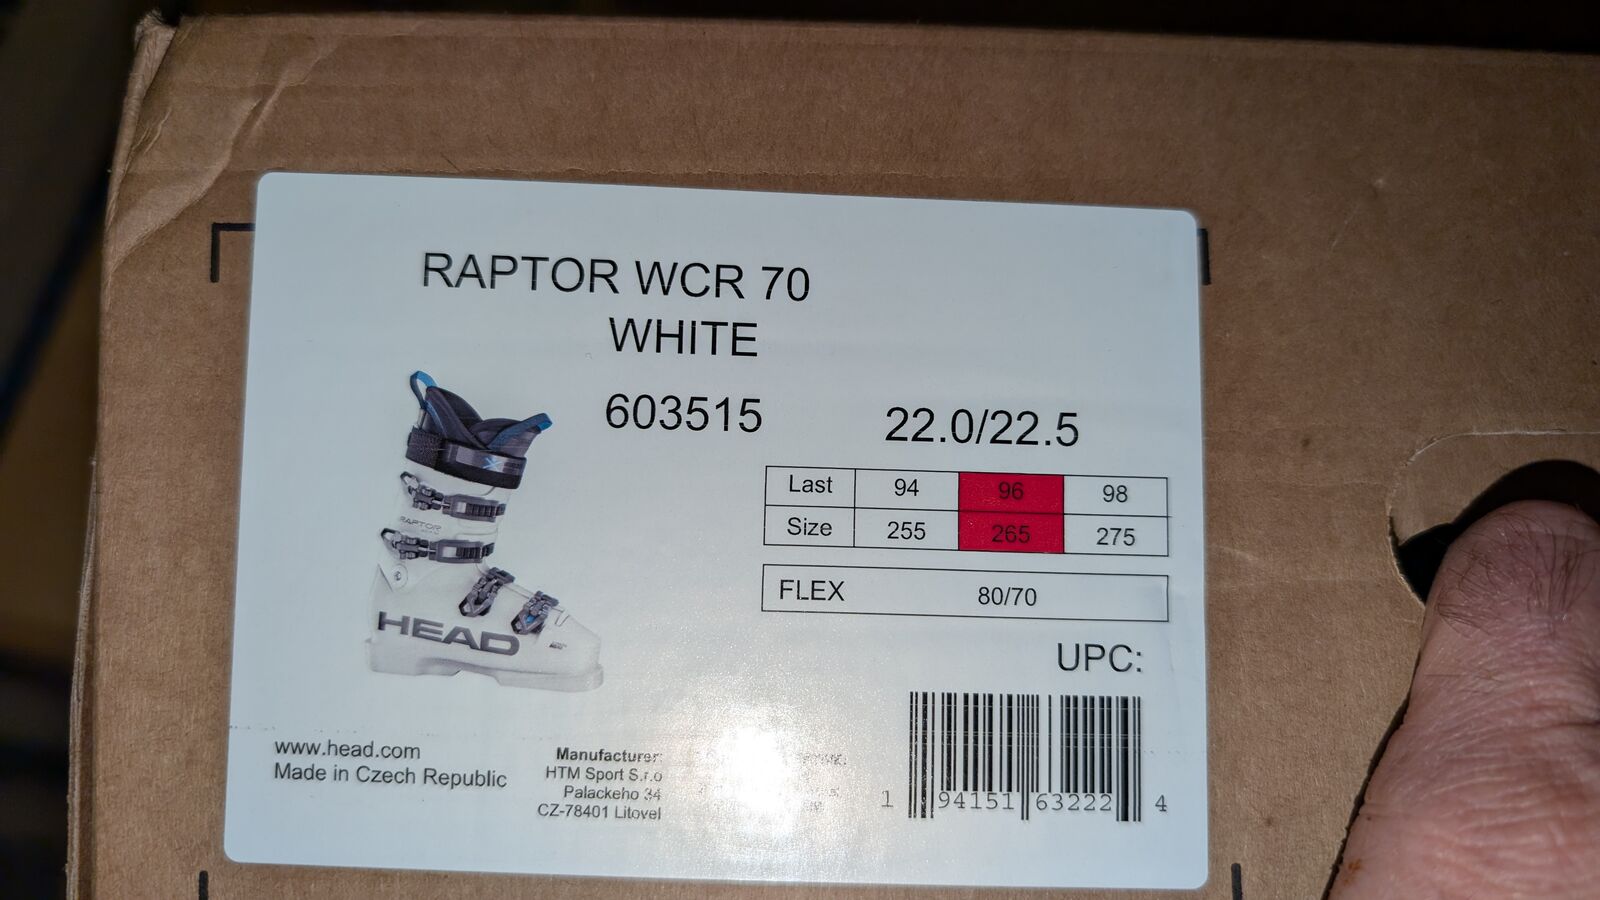 RAPTOR WCR 70
WHITE
603515
22.0/22.5
Last 94 96 98
Size 255 265 275
FLEX 80/70
UPC:
RAPTOR
HEAD
www.head.com
Made in Czech Republic
Manufacturer:
HTM Sport S.r.o
Palackeho 34
CZ-78401 Litovel
1 94151 63222 4